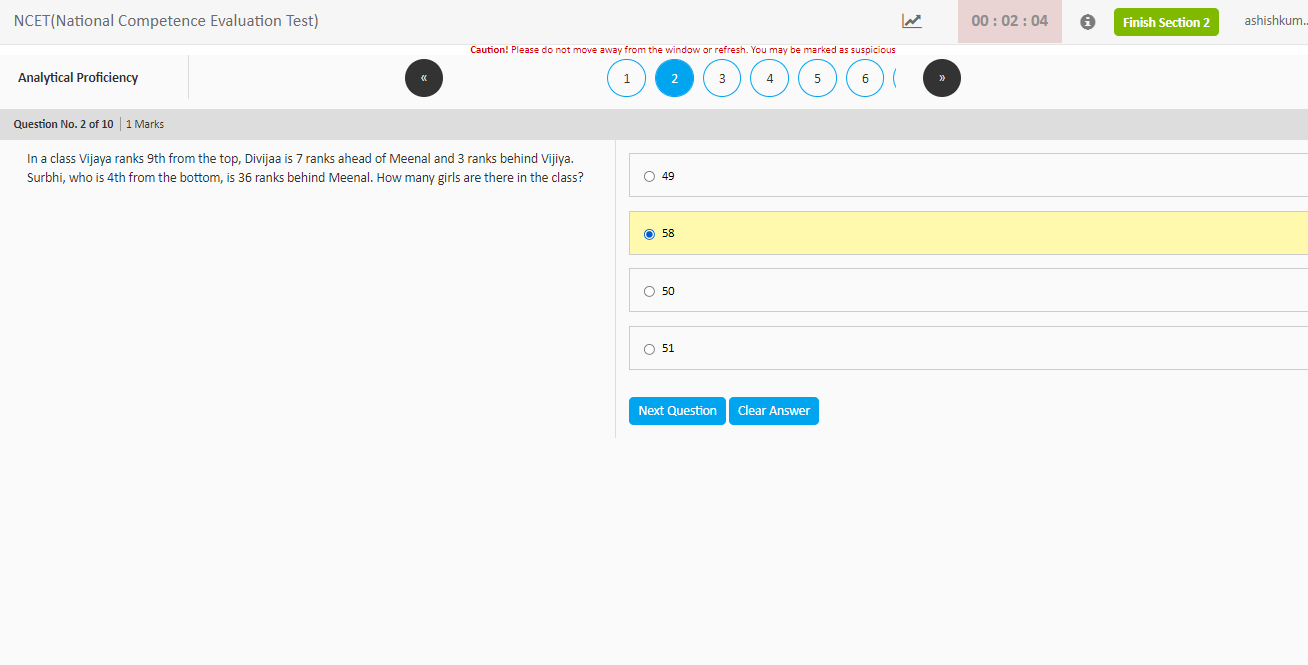 NCET(National Competence Evaluation Test)
00 : 02 : 04
Finish Section 2
ashishkum..
Caution! Please do not move away from the window or refresh. You may be marked as suspicious
Analytical Proficiency
«
1
2
3
4
5
6
»
Question No. 2 of 10
1 Marks
In a class Vijaya ranks 9th from the top, Divijaa is 7 ranks ahead of Meenal and 3 ranks behind Vijiya.
Surbhi, who is 4th from the bottom, is 36 ranks behind Meenal. How many girls are there in the class?
49
58
50
51
Next Question
Clear Answer